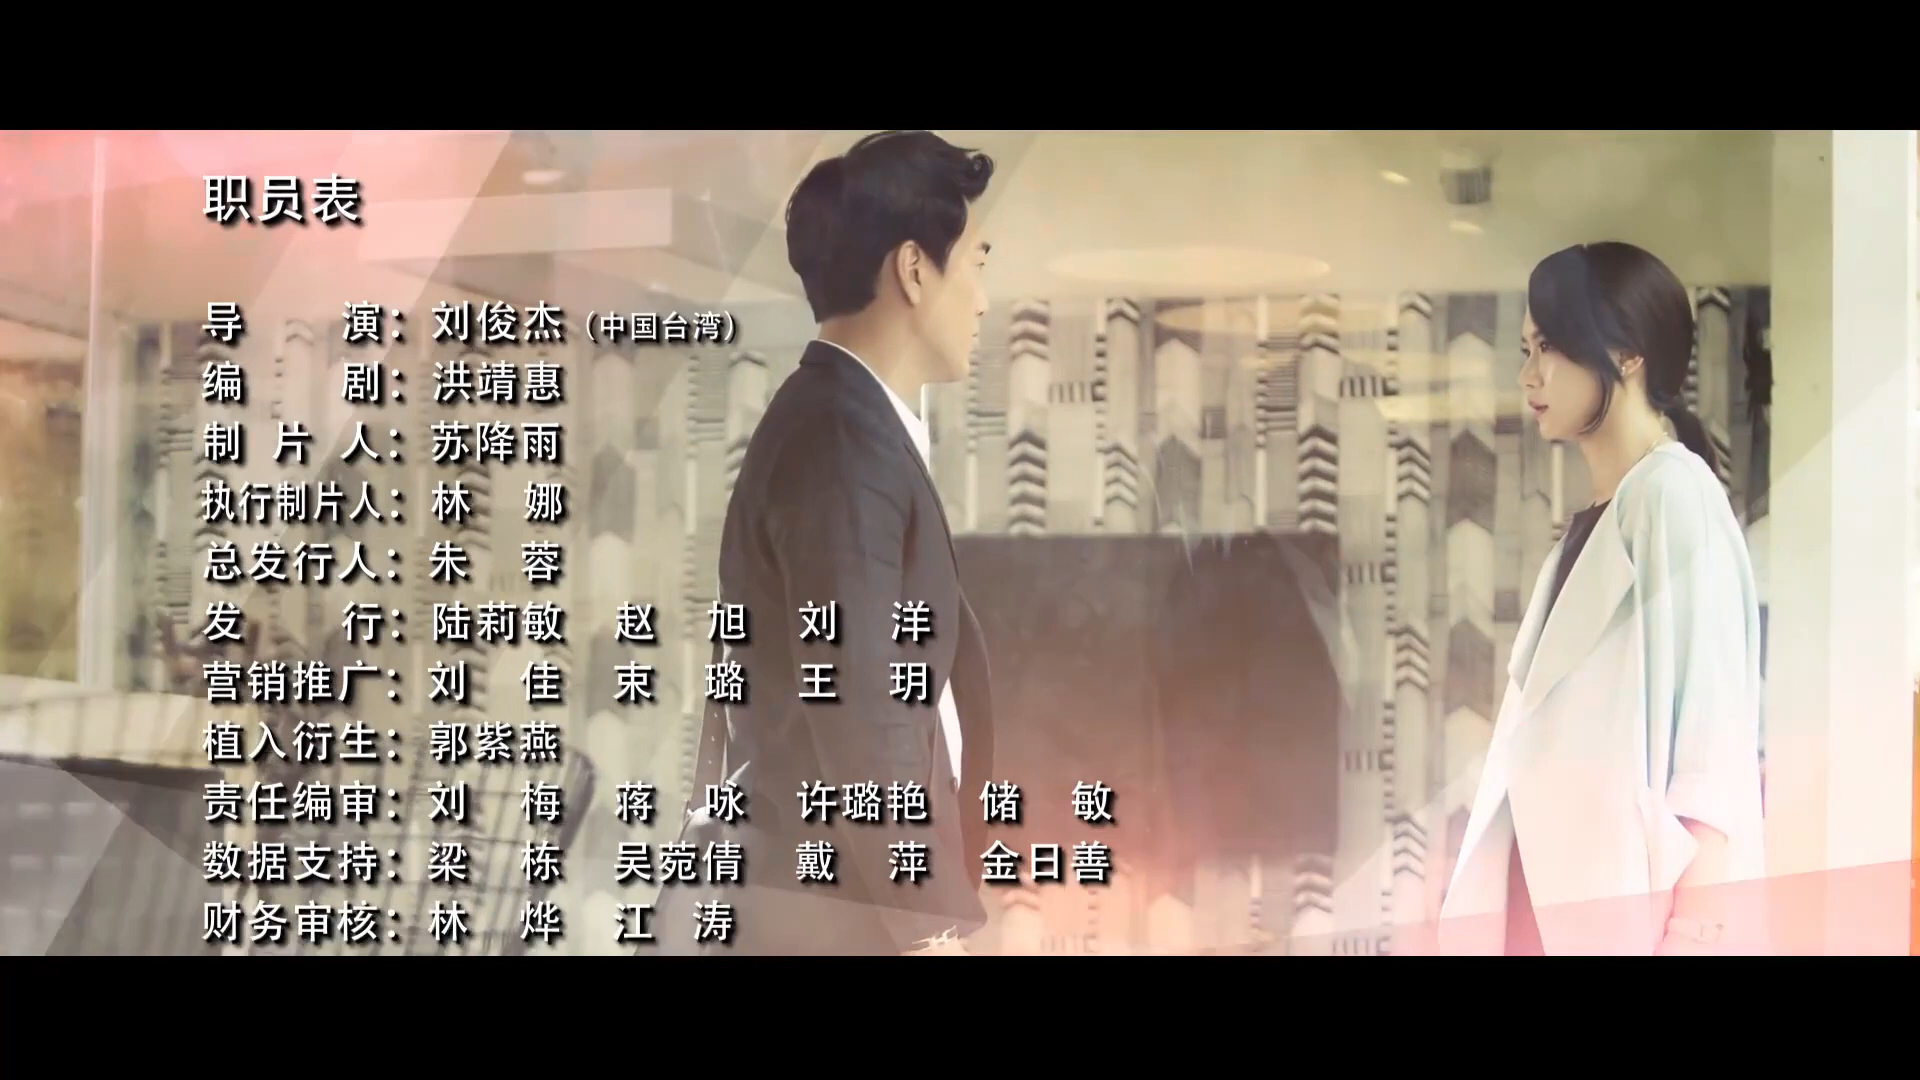 职员表
导 演：刘俊杰（中国台湾）
编 剧：洪靖惠
制 片 人：苏降雨
执行制片人：林 娜
总发行人：朱 蓉
发 行：陆莉敏 赵 旭 刘 洋
营销推广：刘 佳 束 璐 王 玥
植入衍生：郭紫燕
责任编审：刘 梅 蒋 咏 许璐艳 储 敏
数据支持：梁 栋 吴菀倩 戴 萍 金日善
财务审核：林 烨 江 涛